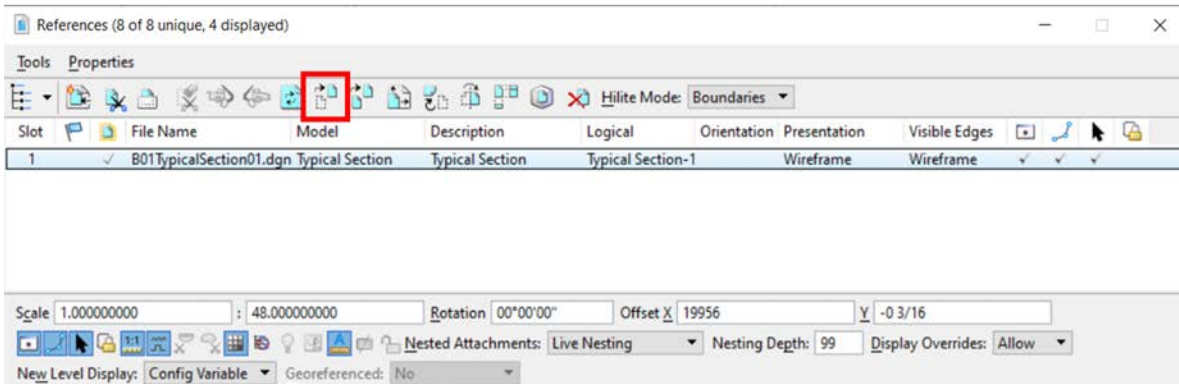 References (8 of 8 unique, 4 displayed)
Tools Properties
Hilite Mode: Boundaries
Slot File Name Model Description Logical Orientation Presentation Visible Edges
1 B01TypicalSection01.dgn Typical Section Typical Section Typical Section-1 Wireframe Wireframe
Scale 1.000000000 : 48.000000000 Rotation 00°00'00" Offset X 19956 Y -0 3/16
1:1 Nested Attachments: Live Nesting Nesting Depth: 99 Display Overrides: Allow
New Level Display: Config Variable Georeferenced: No